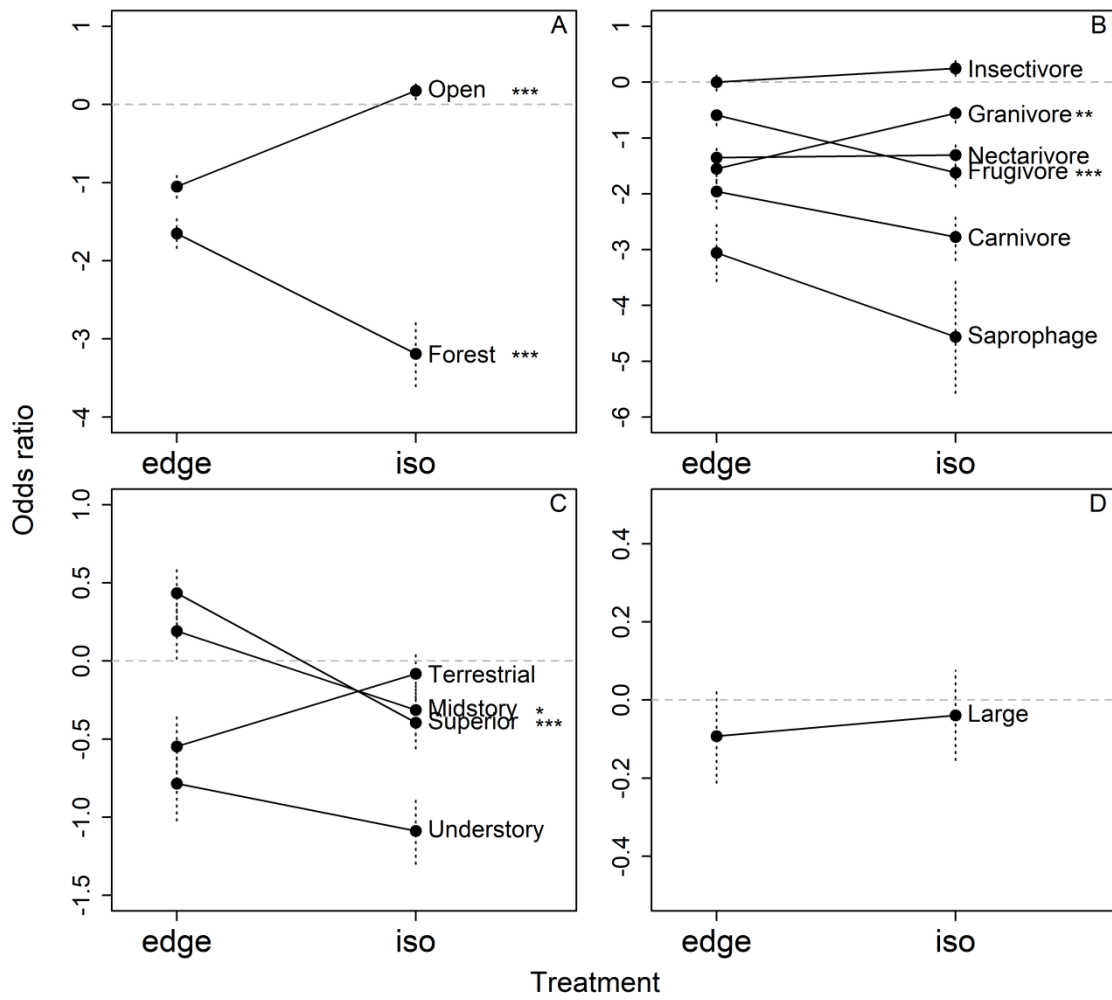 A
1
0
-1
-2
-3
-4
Open ***
Forest ***
edge iso
B
1
0
-1
-2
-3
-4
-5
-6
Insectivore
Granivore **
Nectarivore
Frugivore ***
Carnivore
Saprophage
edge iso
C
1.0
0.5
0.0
-0.5
-1.0
-1.5
Terrestrial
Midstory *
Superior ***
Understory
edge iso
D
0.4
0.2
0.0
-0.2
-0.4
Large
edge iso
Odds ratio
Treatment